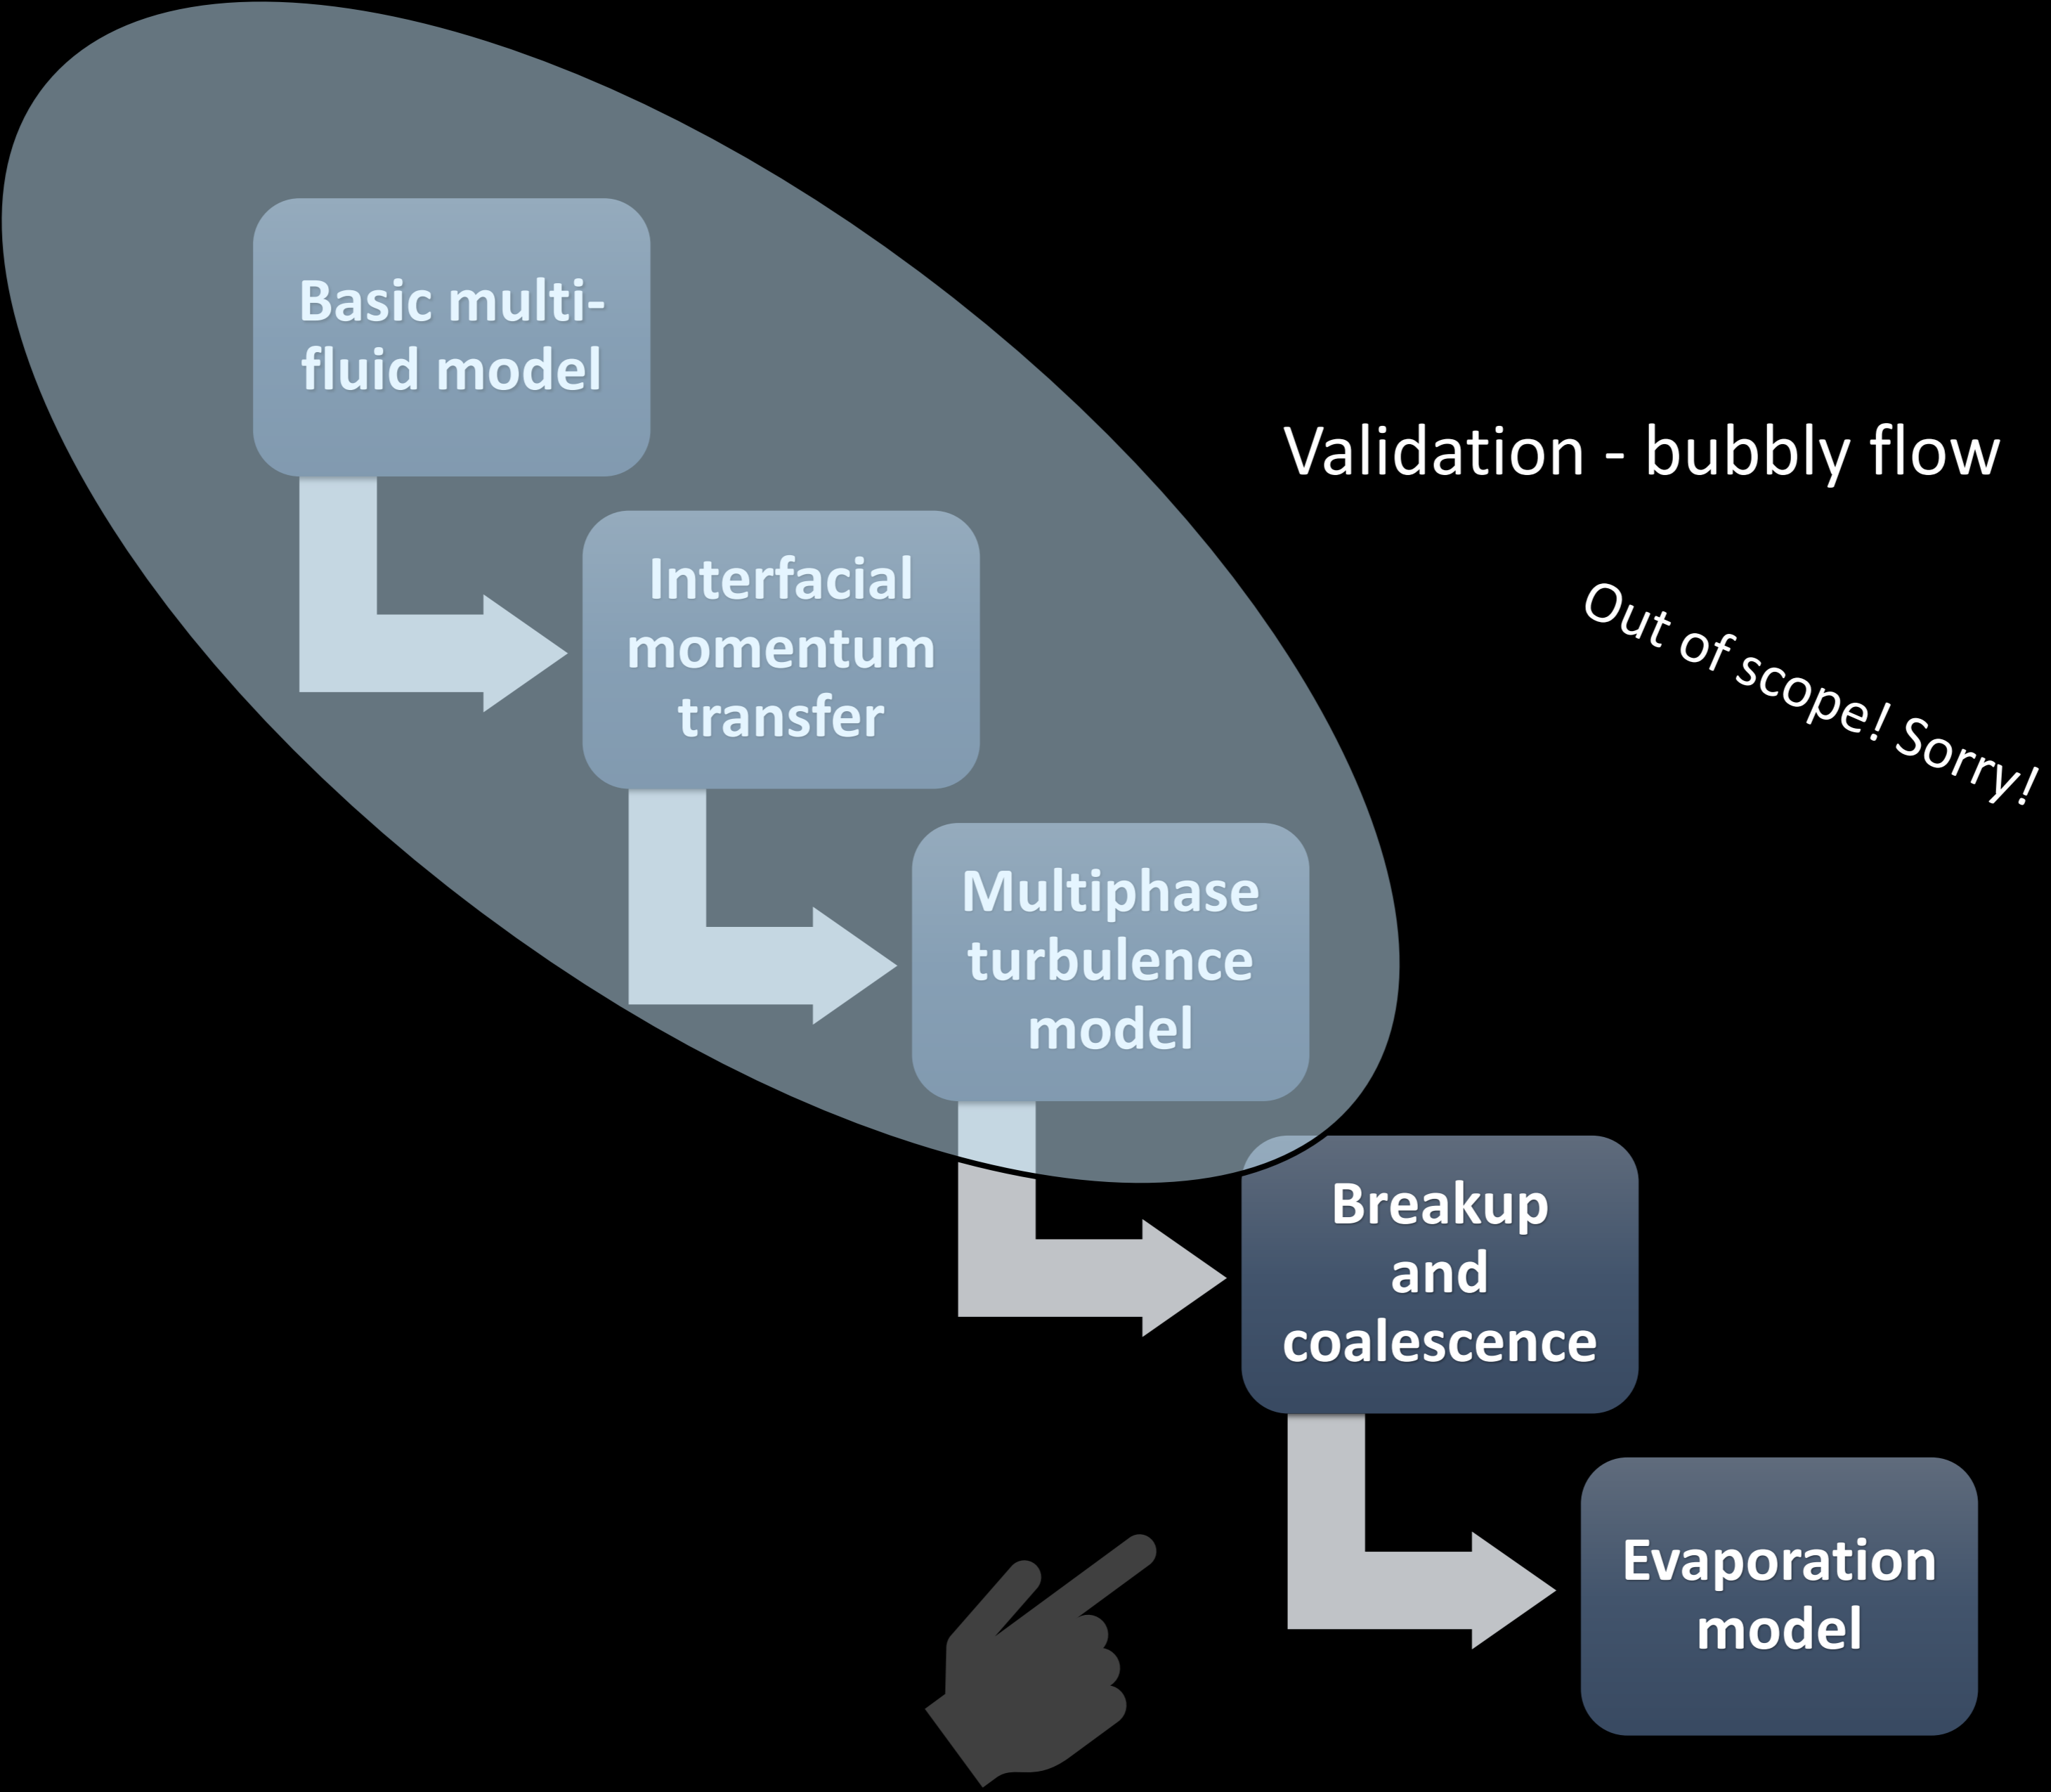 Basic multi-
fluid model
Validation - bubbly flow
Interfacial
momentum
transfer
Out of scope! Sorry!
Multiphase
turbulence
model
Breakup
and
coalescence
Evaporation
model